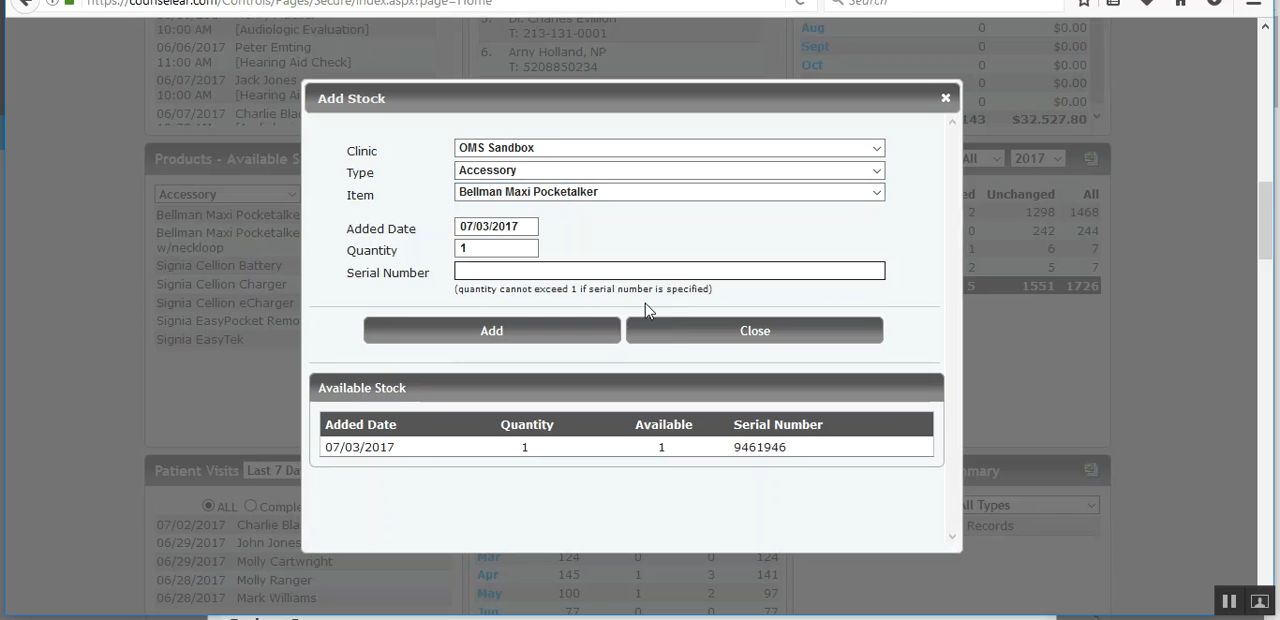 https://counselear.com/Controls/Pages/Secure/index.aspx?page=Home
Search
10:00 AM [Audiologic Evaluation]
06/06/2017 Peter Emting
11:00 AM [Hearing Aid Check]
06/07/2017 Jack Jones
10:00 AM [Hearing Ai
06/07/2017 Charlie Bla
5. Dr. Charles Evillion
T: 213-131-0001
6. Arny Holland, NP
T: 5208850234
Aug 0 $0.00
Sept 0 $0.00
Oct 0 $0.00
0 $0.00
0 $0.00
143 $32,527.80
Products - Available S
Accessory
Bellman Maxi Pocketalke
Bellman Maxi Pocketalke
w/neckloop
Signia Cellion Battery
Signia Cellion Charger
Signia Cellion eCharger
Signia EasyPocket Remo
Signia EasyTek
All 2017
ed Unchanged All
2 1298 1468
0 242 244
1 6 7
2 5 7
5 1551 1726
Add Stock
Clinic OMS Sandbox
Type Accessory
Item Bellman Maxi Pocketalker
Added Date 07/03/2017
Quantity 1
Serial Number
(quantity cannot exceed 1 if serial number is specified)
Add Close
Available Stock
Added Date Quantity Available Serial Number
07/03/2017 1 1 9461946
Patient Visits Last 7 Da
ALL Comple
07/02/2017 Charlie Bla
06/29/2017 John Jones
06/29/2017 Molly Cartwright
06/28/2017 Molly Ranger
06/28/2017 Mark Williams
Mar 124 0 0 124
Apr 145 1 3 141
May 100 1 2 97
Jun 77 0 0 77
ummary
All Types
Records